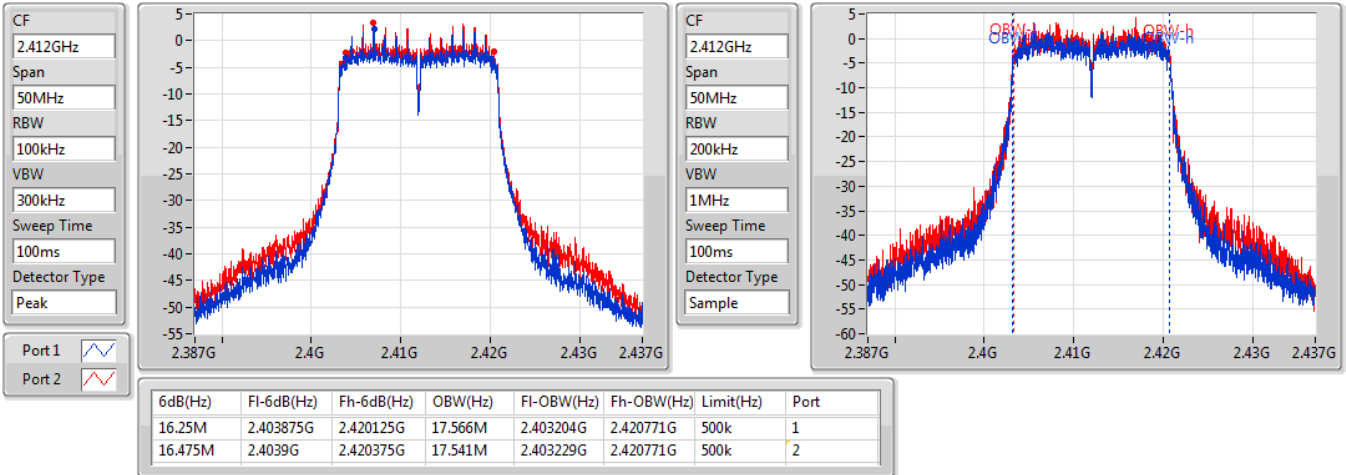 CF
2.412GHz
Span
50MHz
RBW
100kHz
VBW
300kHz
Sweep Time
100ms
Detector Type
Peak
Port 1
Port 2
5
0
-5
-10
-15
-20
-25
-30
-35
-40
-45
-50
-55
2.387G 2.4G 2.41G 2.42G 2.43G 2.437G
CF
2.412GHz
Span
50MHz
RBW
200kHz
VBW
1MHz
Sweep Time
100ms
Detector Type
Sample
5
0
-5
-10
-15
-20
-25
-30
-35
-40
-45
-50
-55
-60
2.387G 2.4G 2.41G 2.42G 2.43G 2.437G
6dB(Hz) Fl-6dB(Hz) Fh-6dB(Hz) OBW(Hz) Fl-OBW(Hz) Fh-OBW(Hz) Limit(Hz) Port
16.25M 2.403875G 2.420125G 17.566M 2.403204G 2.420771G 500k 1
16.475M 2.4039G 2.420375G 17.541M 2.403229G 2.420771G 500k 2